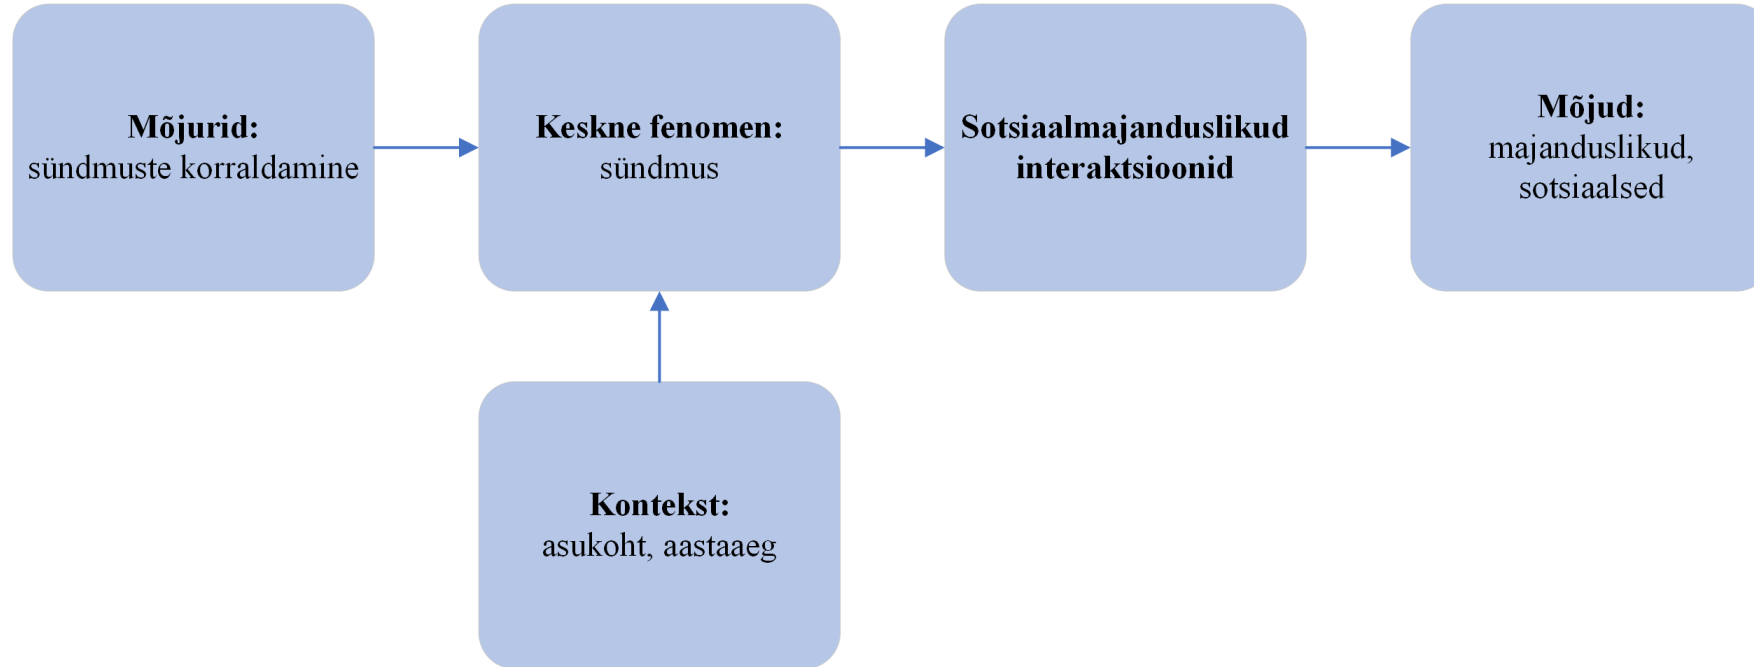 Mõjurid:
sündmuste korraldamine
Keskne fenomen:
sündmus
Sotsiaalmajanduslikud
interaktsioonid
Mõjud:
majanduslikud,
sotsiaalsed
Kontekst:
asukoht, aastaaeg